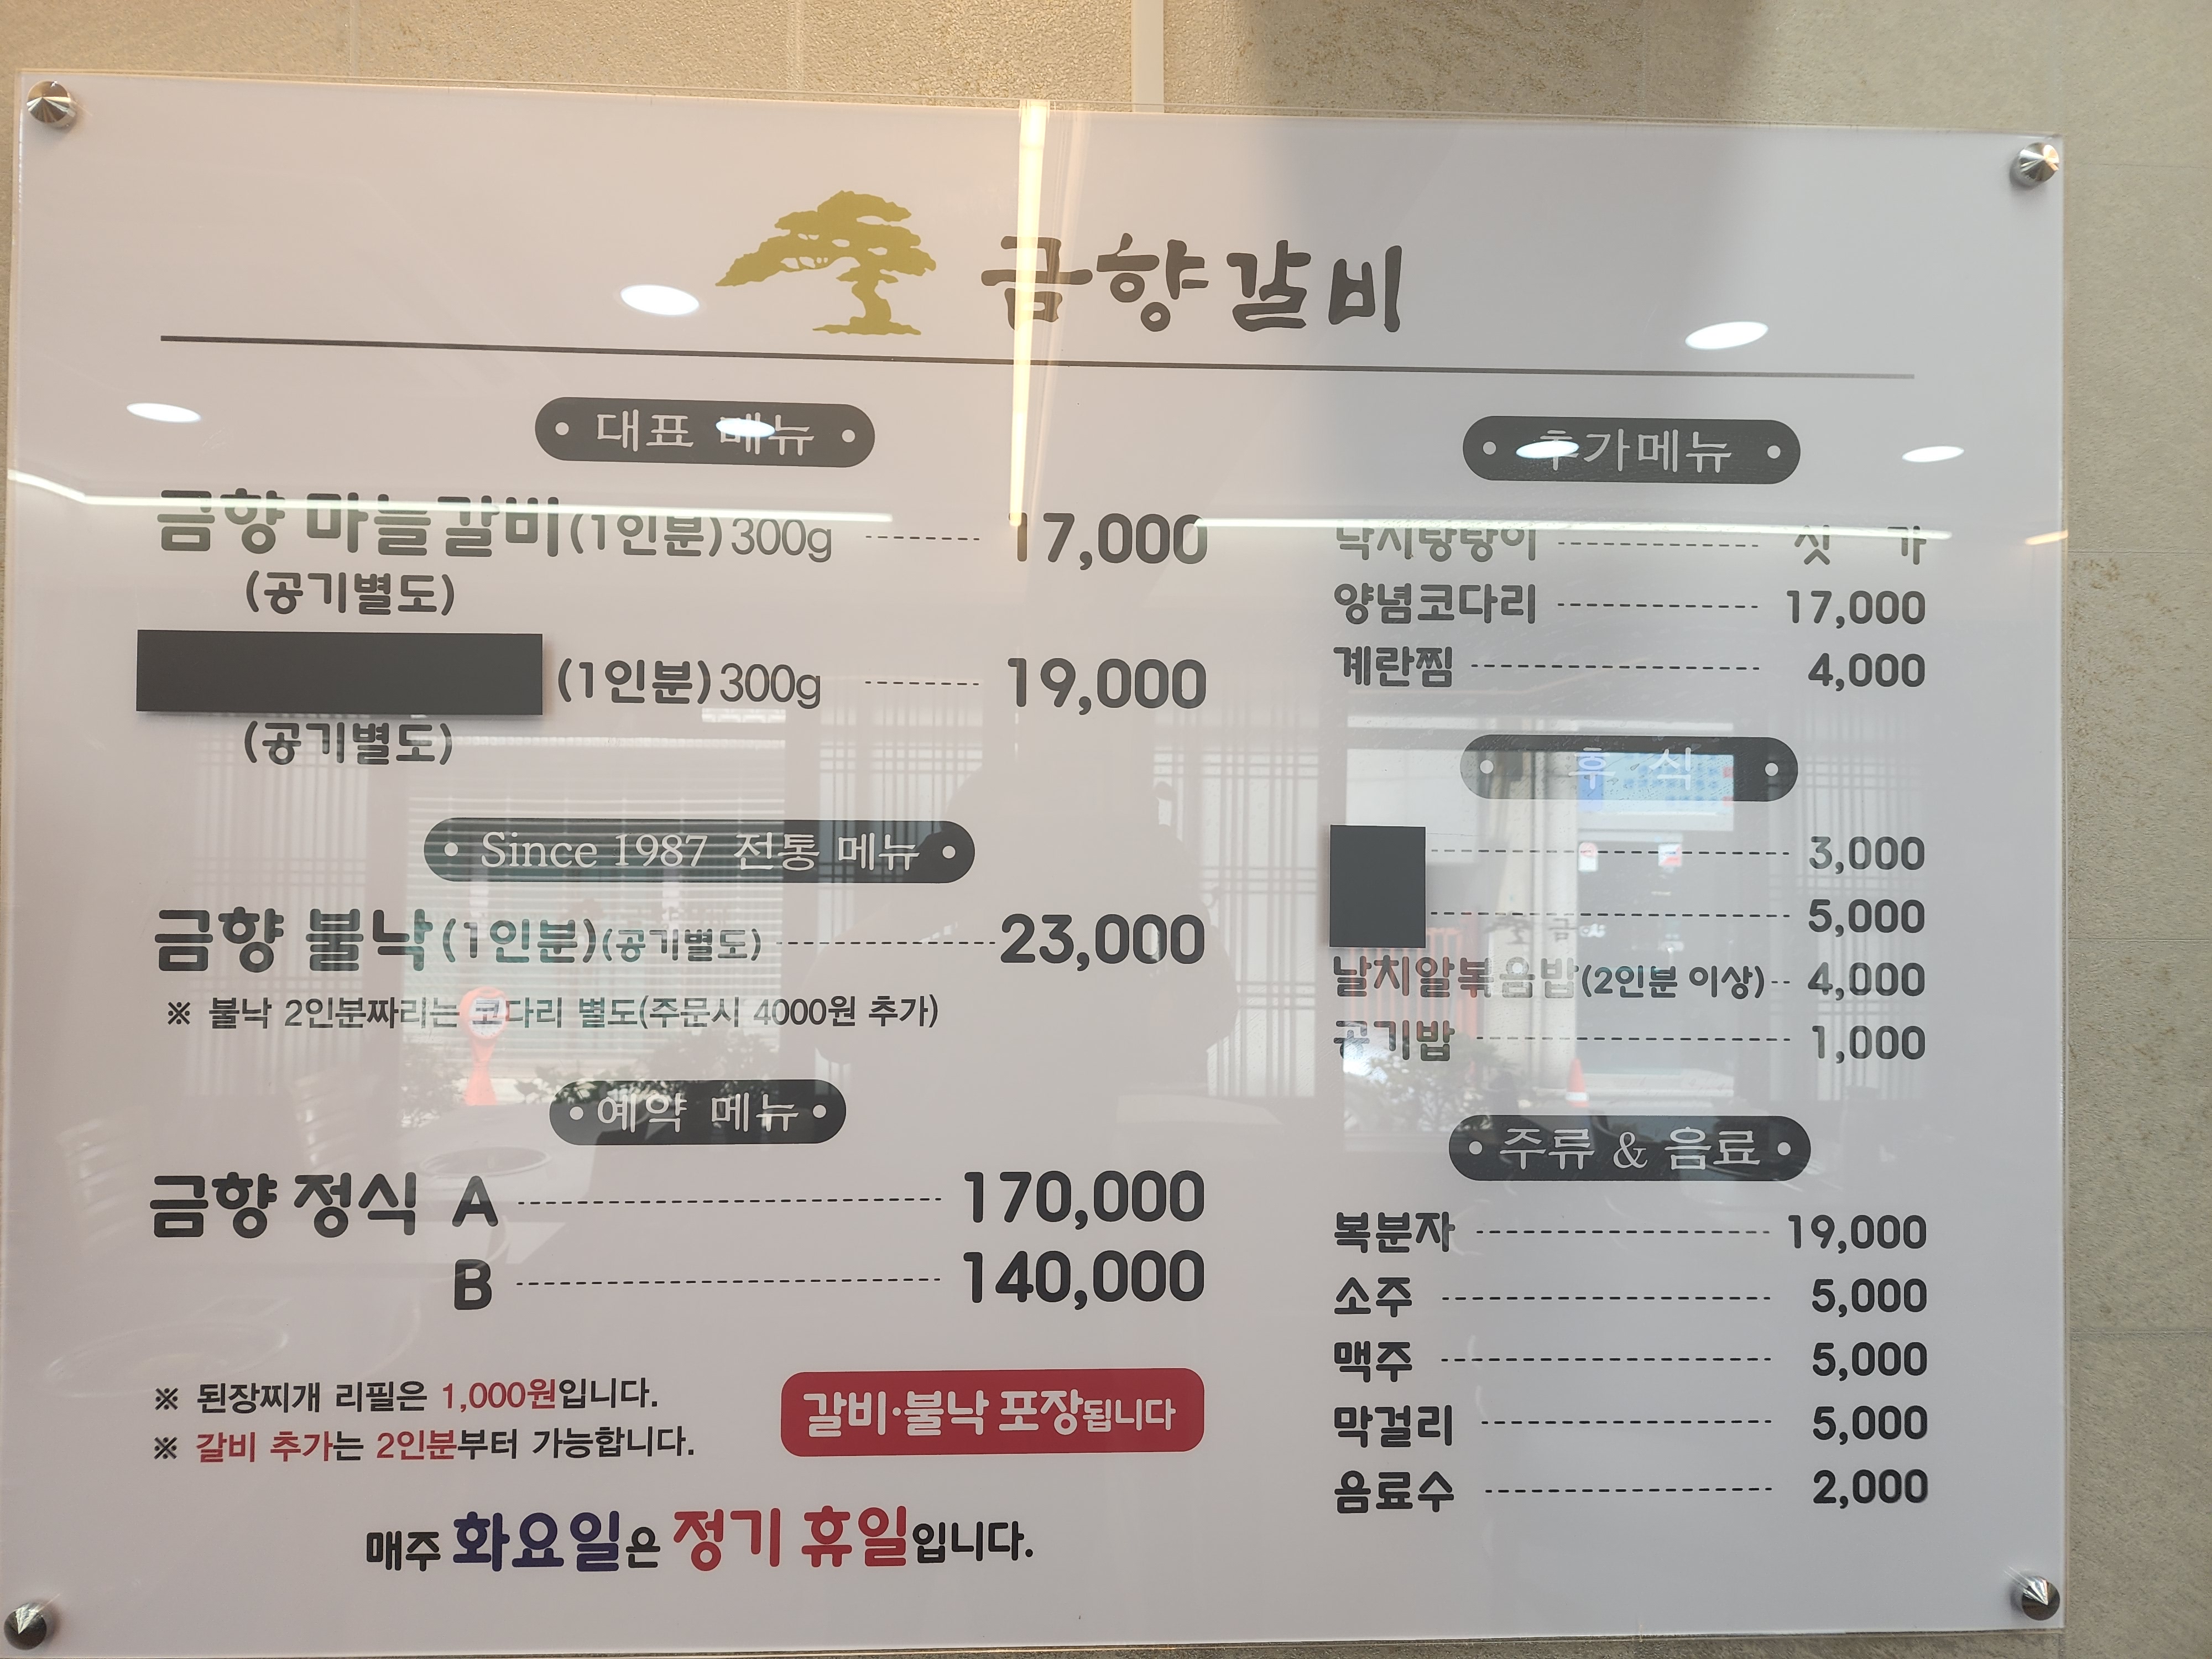 금향갈비
대표 메뉴
금향 마늘갈비(1인분)300g 17,000
(공기별도)
(1인분)300g 19,000
(공기별도)
Since 1987 전통 메뉴
금향 불낙(1인분)(공기별도) 23,000
※ 불낙 2인분짜리는 코다리 별도(주문시 4000원 추가)
예약 메뉴
금향 정식 A 170,000
B 140,000
※ 된장찌개 리필은 1,000원입니다.
※ 갈비 추가는 2인분부터 가능합니다.
갈비·불낙 포장됩니다
매주 화요일은 정기 휴일입니다.
추가메뉴
낙지탕탕이 싯 가
양념코다리 17,000
계란찜 4,000
후 식
3,000
5,000
날치알볶음밥(2인분 이상) 4,000
공기밥 1,000
주류 & 음료
복분자 19,000
소주 5,000
맥주 5,000
막걸리 5,000
음료수 2,000